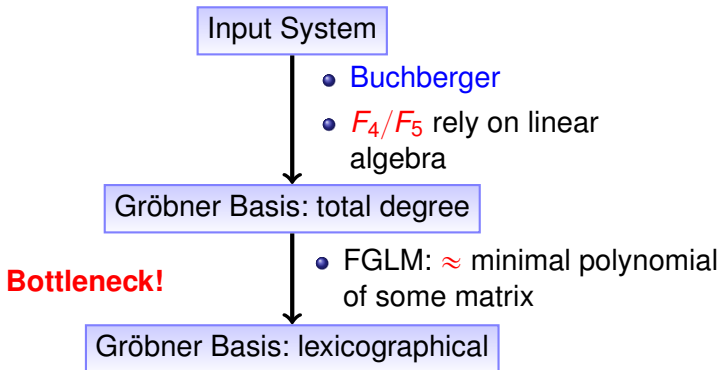 Input System
Buchberger
F4/F5 rely on linear
algebra
Gröbner Basis: total degree
Bottleneck!
FGLM: ≈ minimal polynomial
of some matrix
Gröbner Basis: lexicographical